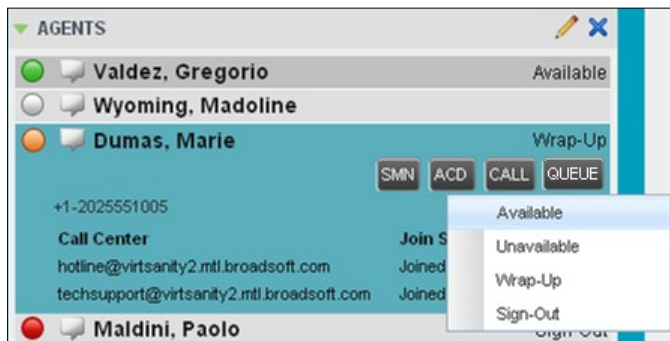 AGENTS
Valdez, Gregorio Available
Wyoming, Madoline
Dumas, Marie Wrap-Up
SMN ACD CALL QUEUE
+1-2025551005
Available
Call Center Join S
Unavailable
hotline@virtsanity2.mtl.broadsoft.com Joined
Wrap-Up
techsupport@virtsanity2.mtl.broadsoft.com Joined
Sign-Out
Maldini, Paolo Sign-Out